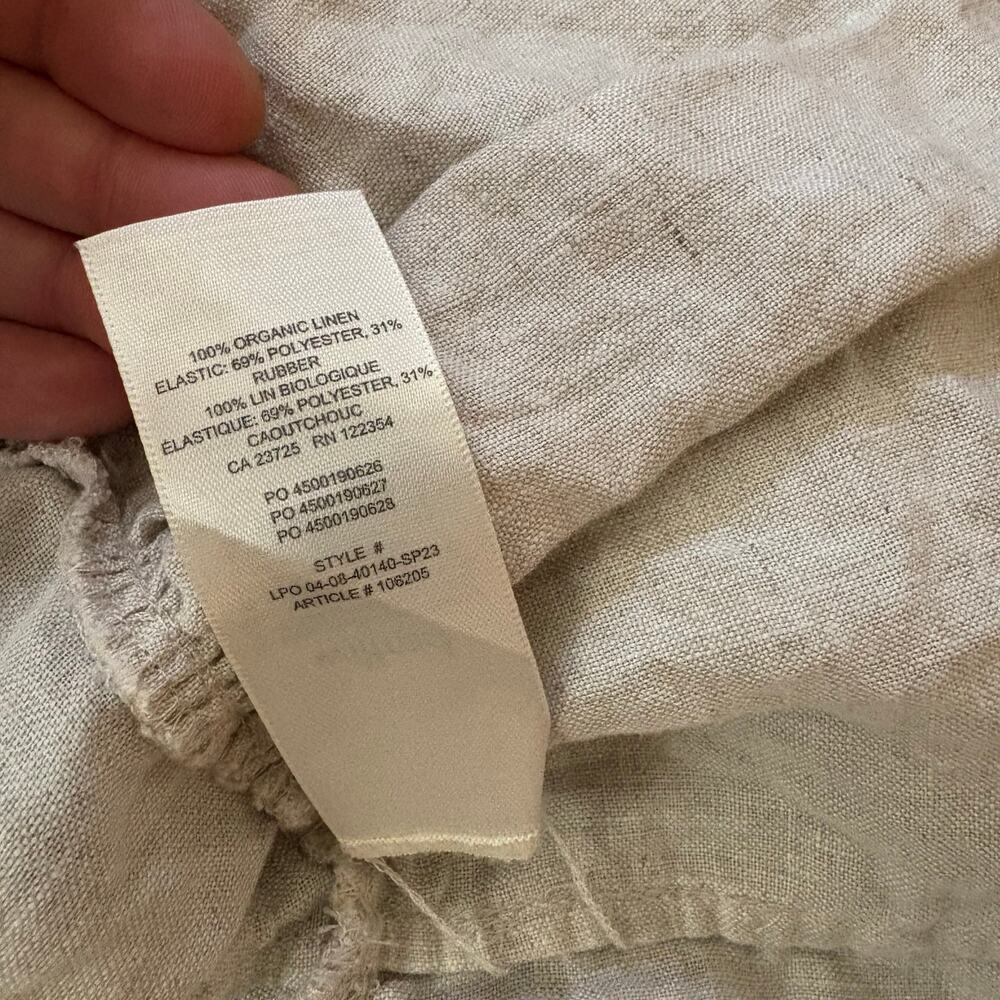 100% ORGANIC LINEN
ELASTIC: 69% POLYESTER, 31%
RUBBER
100% LIN BIOLOGIQUE
ÉLASTIQUE: 69% POLYESTER, 31%
CAOUTCHOUC
CA 23725 RN 122354
PO 4500190626
PO 4500190627
PO 4500190628
STYLE #
LPO 04-08-40140-SP23
ARTICLE # 106205